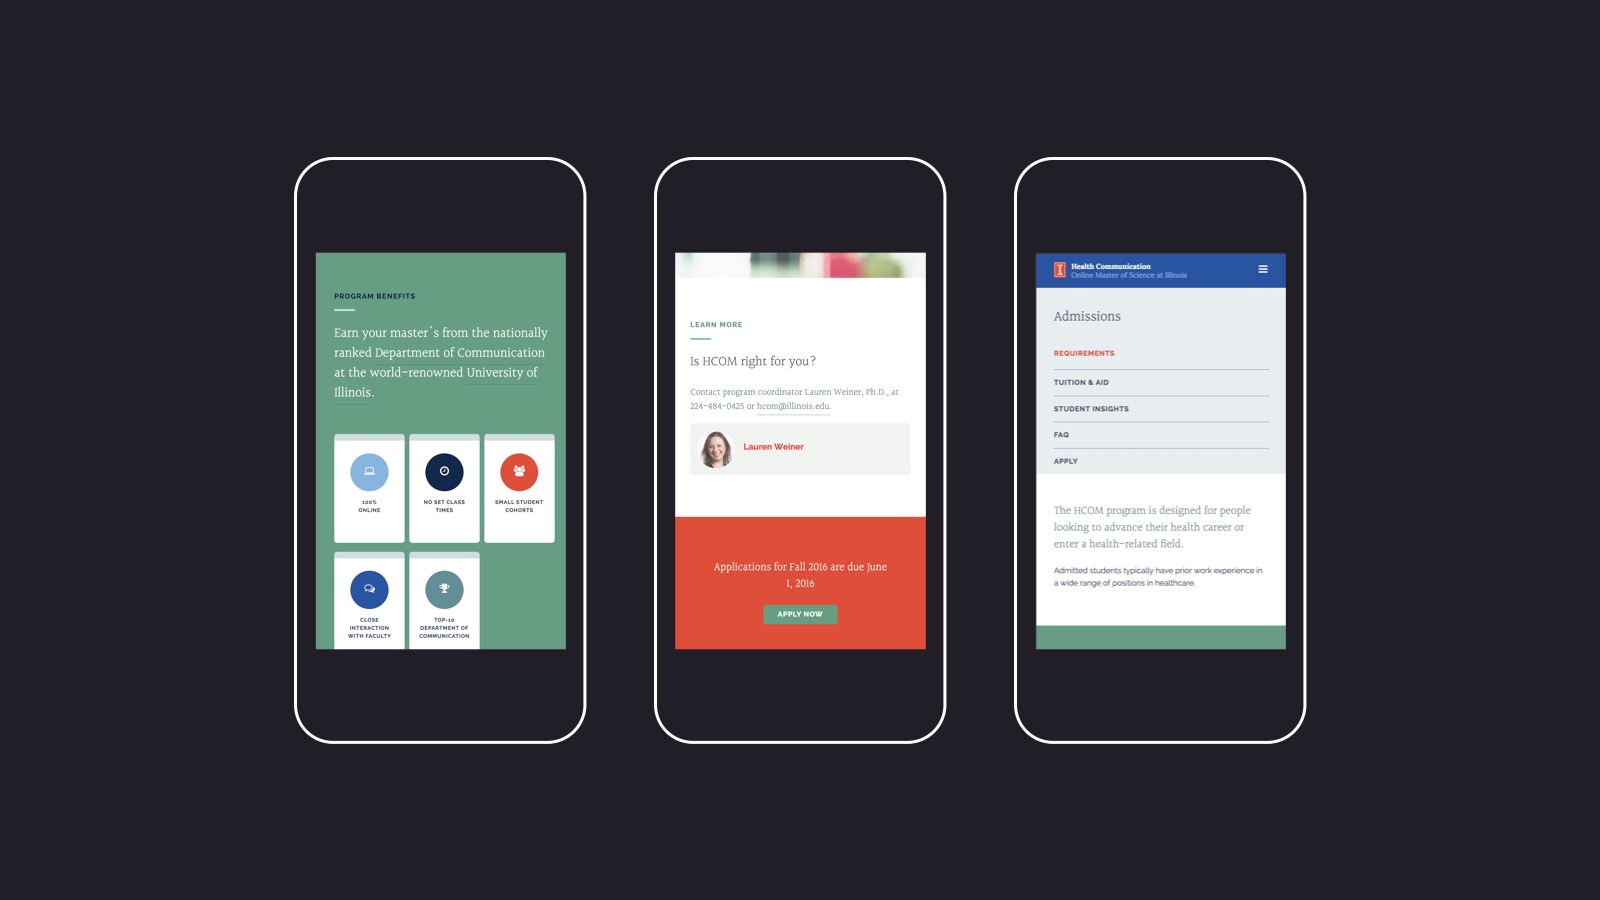 PROGRAM BENEFITS
Earn your master's from the nationally
ranked Department of Communication
at the world-renowned University of
Illinois.
100%
ONLINE
NO SET CLASS
TIMES
SMALL STUDENT
COHORTS
CLOSE
INTERACTION
WITH FACULTY
TOP-10
DEPARTMENT OF
COMMUNICATION
LEARN MORE
Is HCOM right for you?
Contact program coordinator Lauren Weiner, Ph.D., at
224-484-0425 or hcom@illinois.edu.
Lauren Weiner
Applications for Fall 2016 are due June
1, 2016
APPLY NOW
I
Health Communication
Online Master of Science at Illinois
Admissions
REQUIREMENTS
TUITION & AID
STUDENT INSIGHTS
FAQ
APPLY
The HCOM program is designed for people
looking to advance their health career or
enter a health-related field.
Admitted students typically have prior work experience in
a wide range of positions in healthcare.